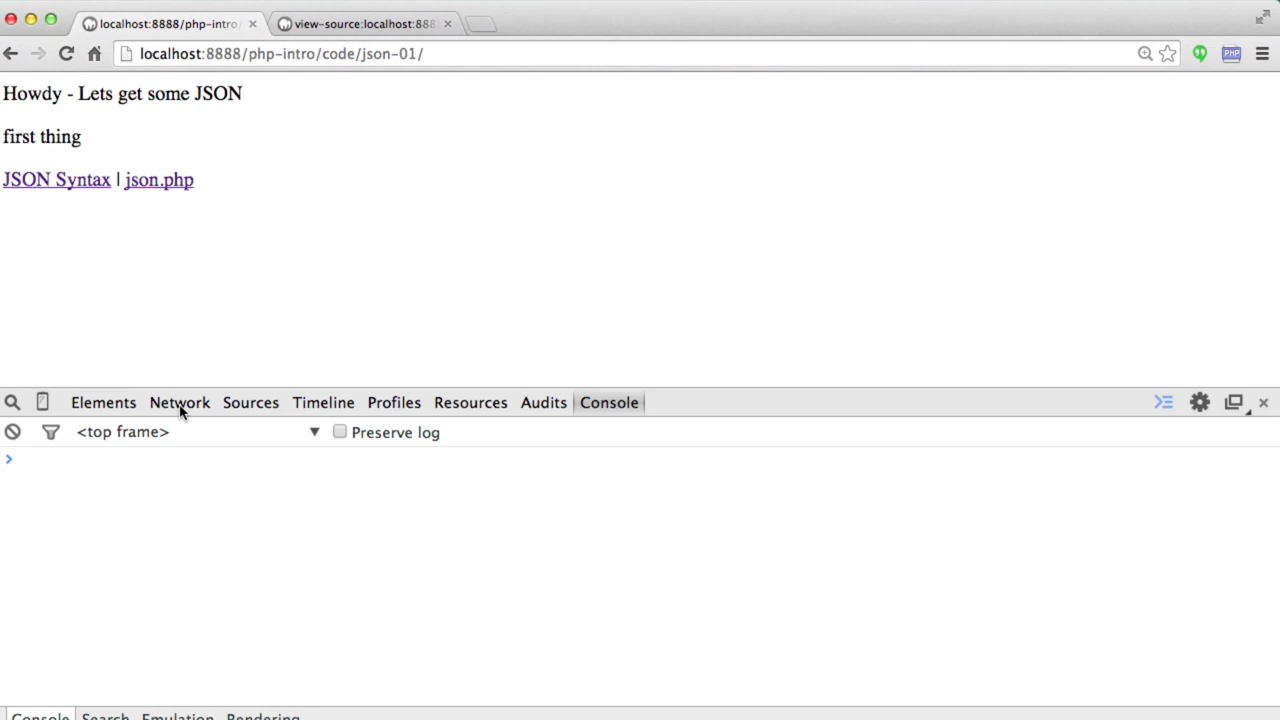 localhost:8888/php-intro
view-source:localhost:888
localhost:8888/php-intro/code/json-01/
PHP
Howdy - Lets get some JSON
first thing
JSON Syntax | json.php
Elements Network Sources Timeline Profiles Resources Audits Console
<top frame> Preserve log
Console Search Emulation Rendering